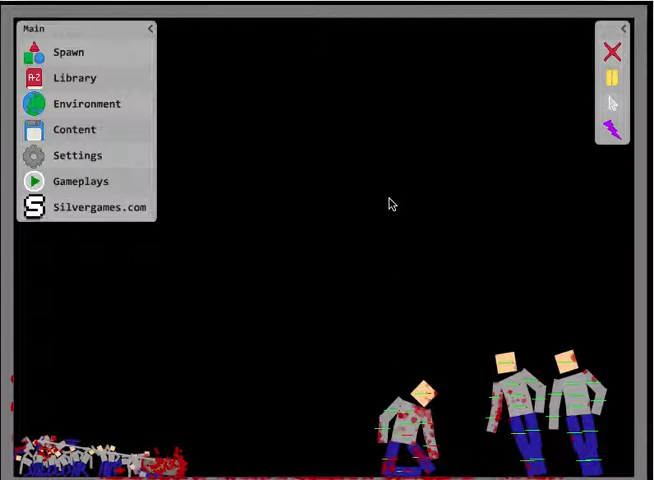 Main
Spawn
A-Z
Library
Environment
Content
Settings
Gameplays
S
Silvergames.com